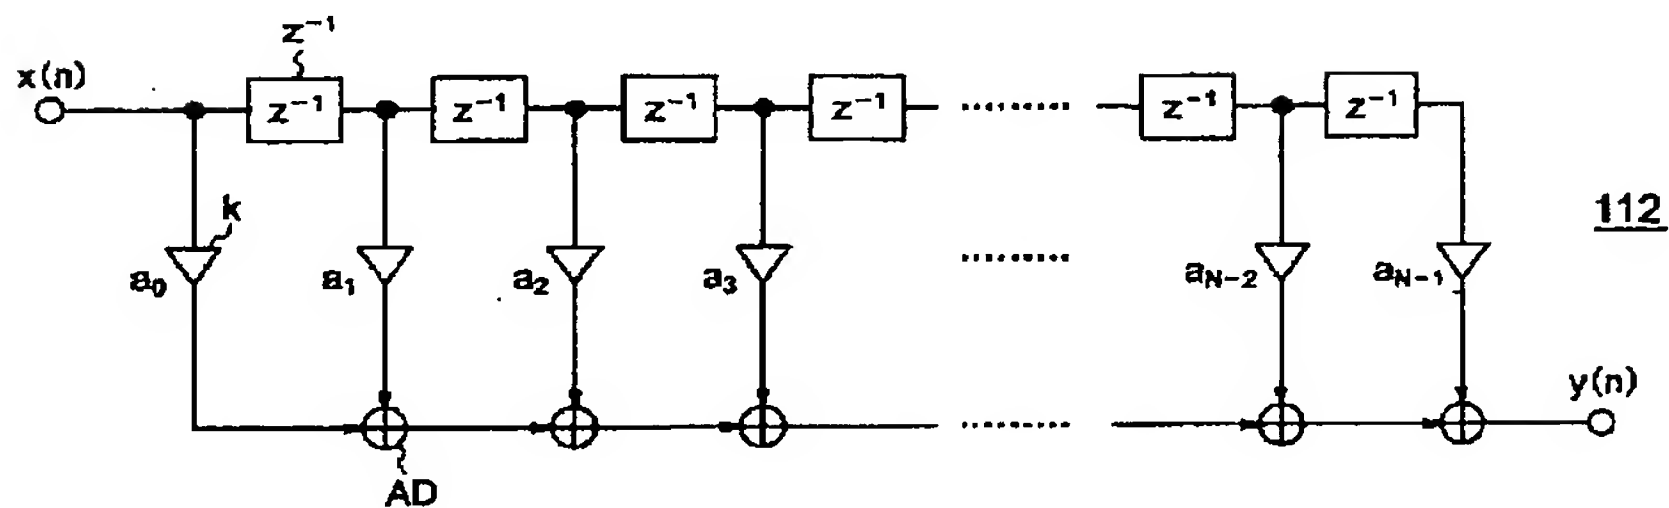 z⁻¹
x(n)
z⁻¹ z⁻¹ z⁻¹ z⁻¹ z⁻¹ z⁻¹
k
112
a₀ a₁ a₂ a₃ aN-2 aN-1
y(n)
AD